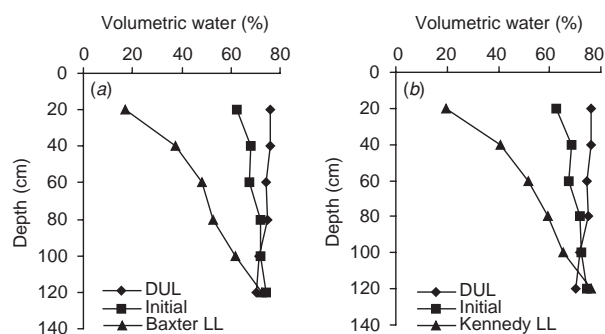 Volumetric water (%)
0 20 40 60 80
0
20
40
60
80
100
120
140
Depth (cm)
(a)
DUL
Initial
Baxter LL
Volumetric water (%)
0 20 40 60 80
0
20
40
60
80
100
120
140
Depth (cm)
(b)
DUL
Initial
Kennedy LL